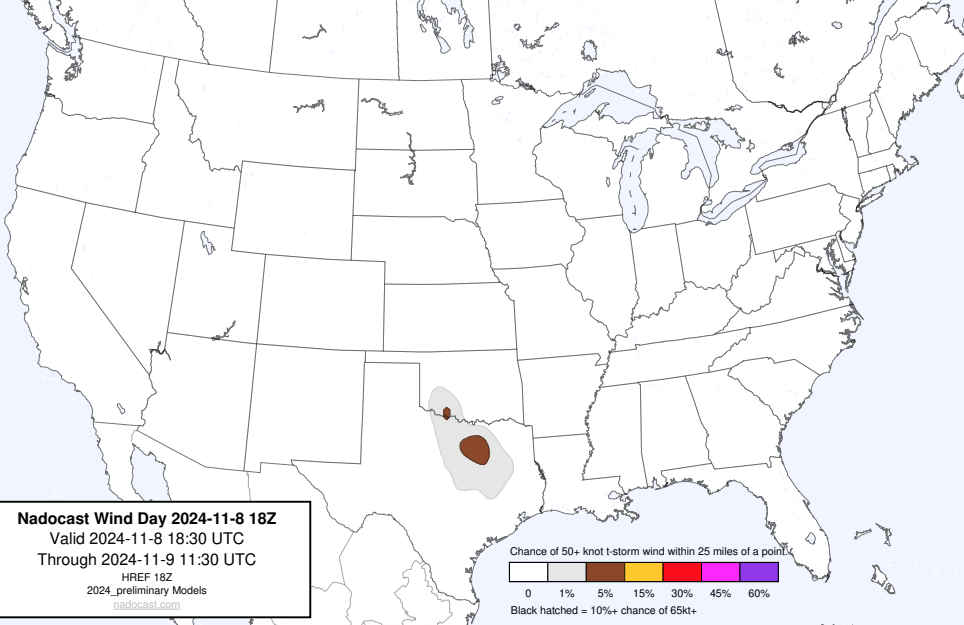 Nadocast Wind Day 2024-11-8 18Z
Valid 2024-11-8 18:30 UTC
Through 2024-11-9 11:30 UTC
HREF 18Z
2024_preliminary Models
nadocast.com
Chance of 50+ knot t-storm wind within 25 miles of a point.
0 1% 5% 15% 30% 45% 60%
Black hatched = 10%+ chance of 65kt+